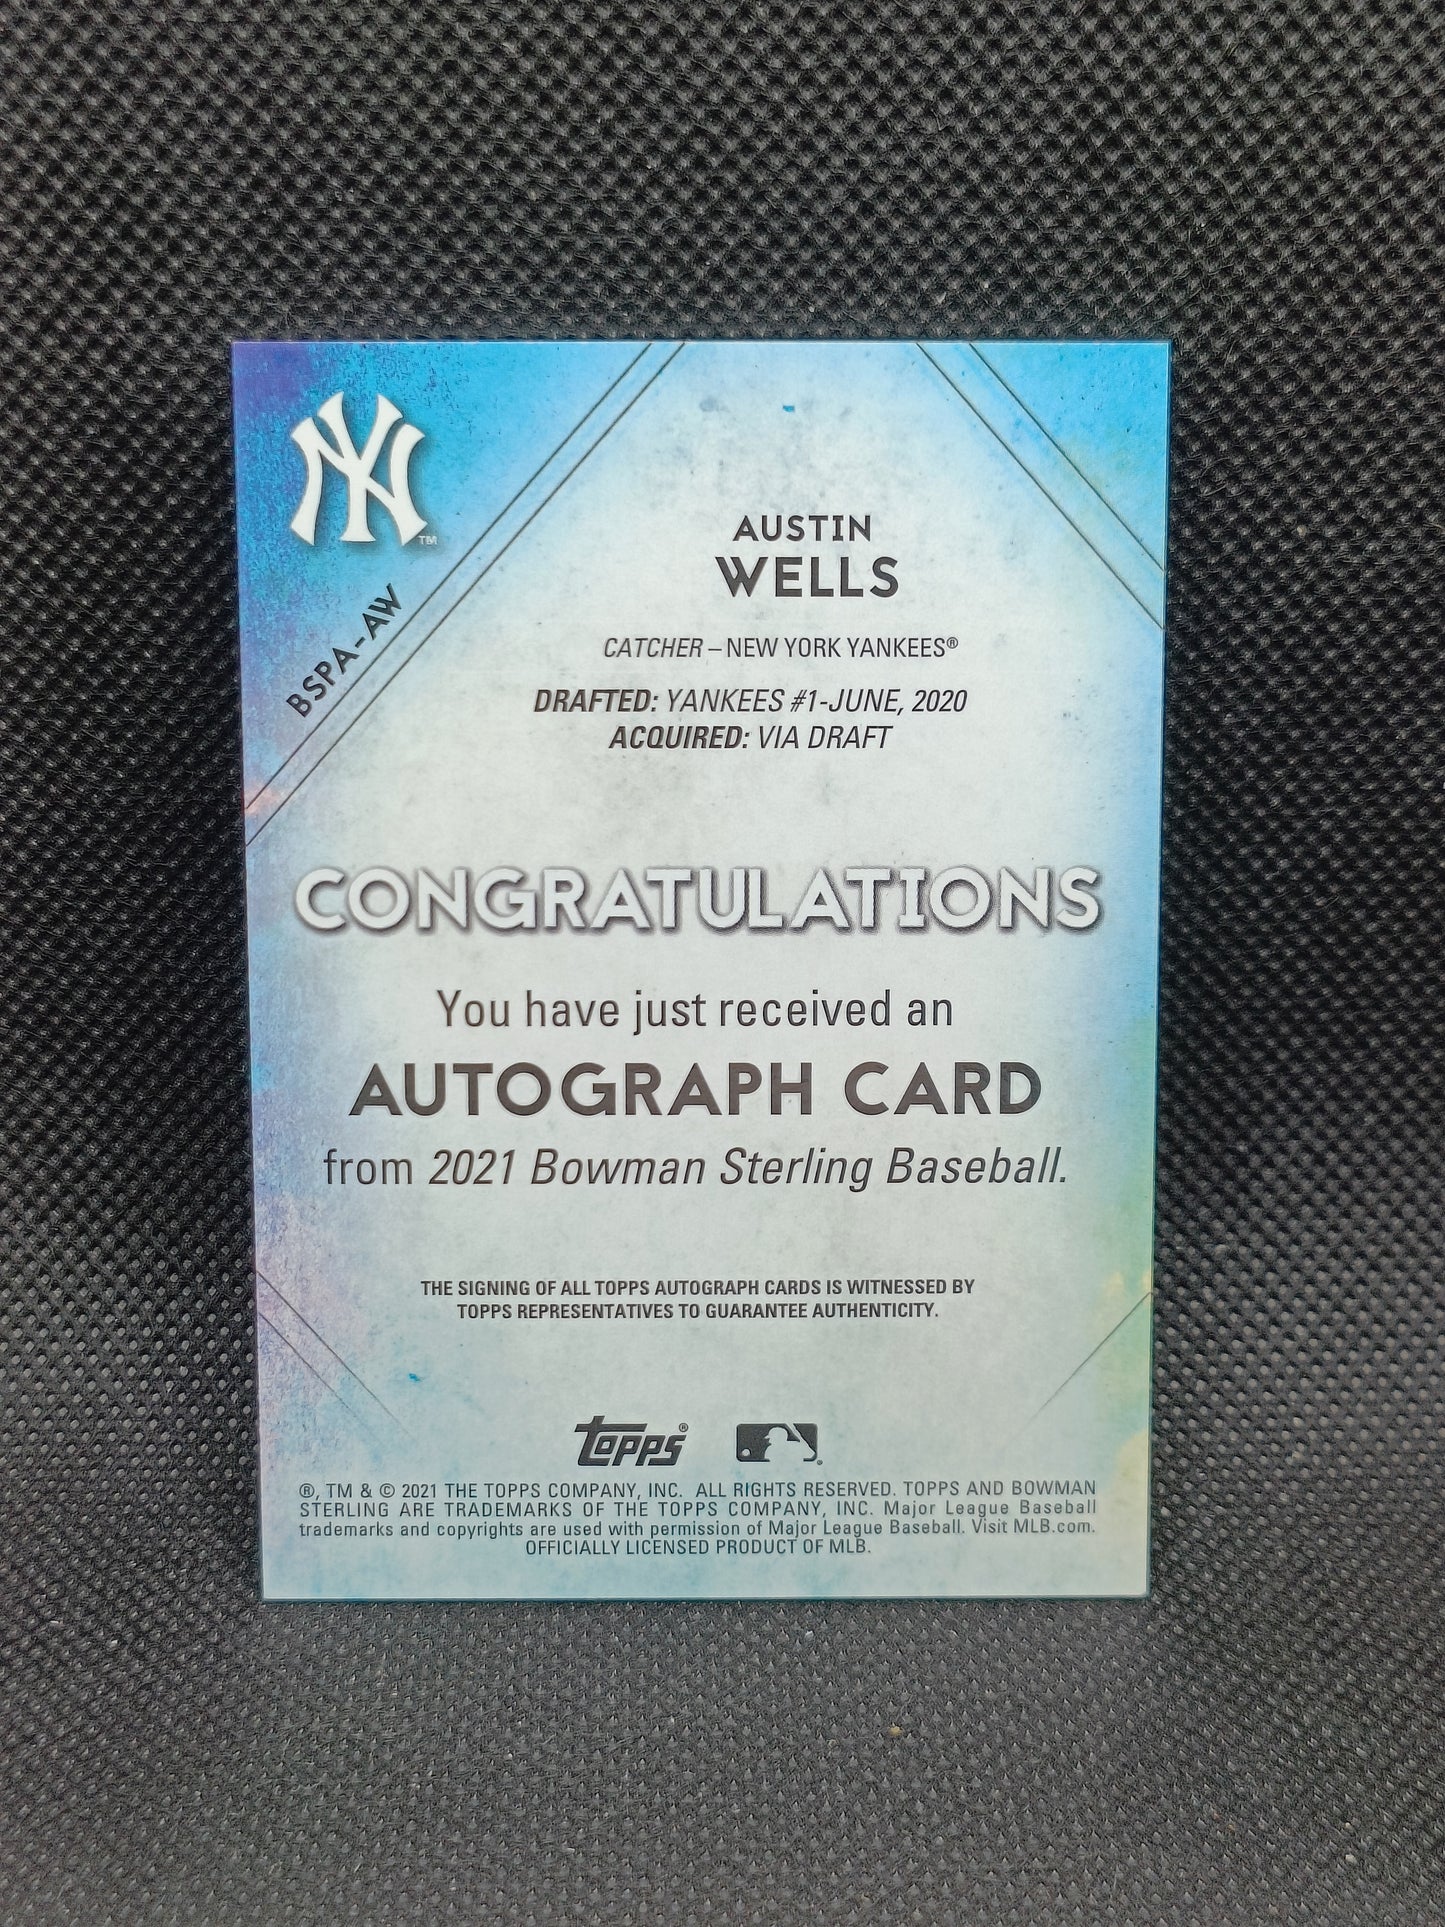 NY
TM
BSPA-AW
AUSTIN
WELLS
CATCHER – NEW YORK YANKEES®
DRAFTED: YANKEES #1-JUNE, 2020
ACQUIRED: VIA DRAFT
CONGRATULATIONS
You have just received an
AUTOGRAPH CARD
from 2021 Bowman Sterling Baseball.
THE SIGNING OF ALL TOPPS AUTOGRAPH CARDS IS WITNESSED BY
TOPPS REPRESENTATIVES TO GUARANTEE AUTHENTICITY.
TOPPS®
®, TM & © 2021 THE TOPPS COMPANY, INC. ALL RIGHTS RESERVED. TOPPS AND BOWMAN
STERLING ARE TRADEMARKS OF THE TOPPS COMPANY, INC. Major League Baseball
trademarks and copyrights are used with permission of Major League Baseball. Visit MLB.com.
OFFICIALLY LICENSED PRODUCT OF MLB.